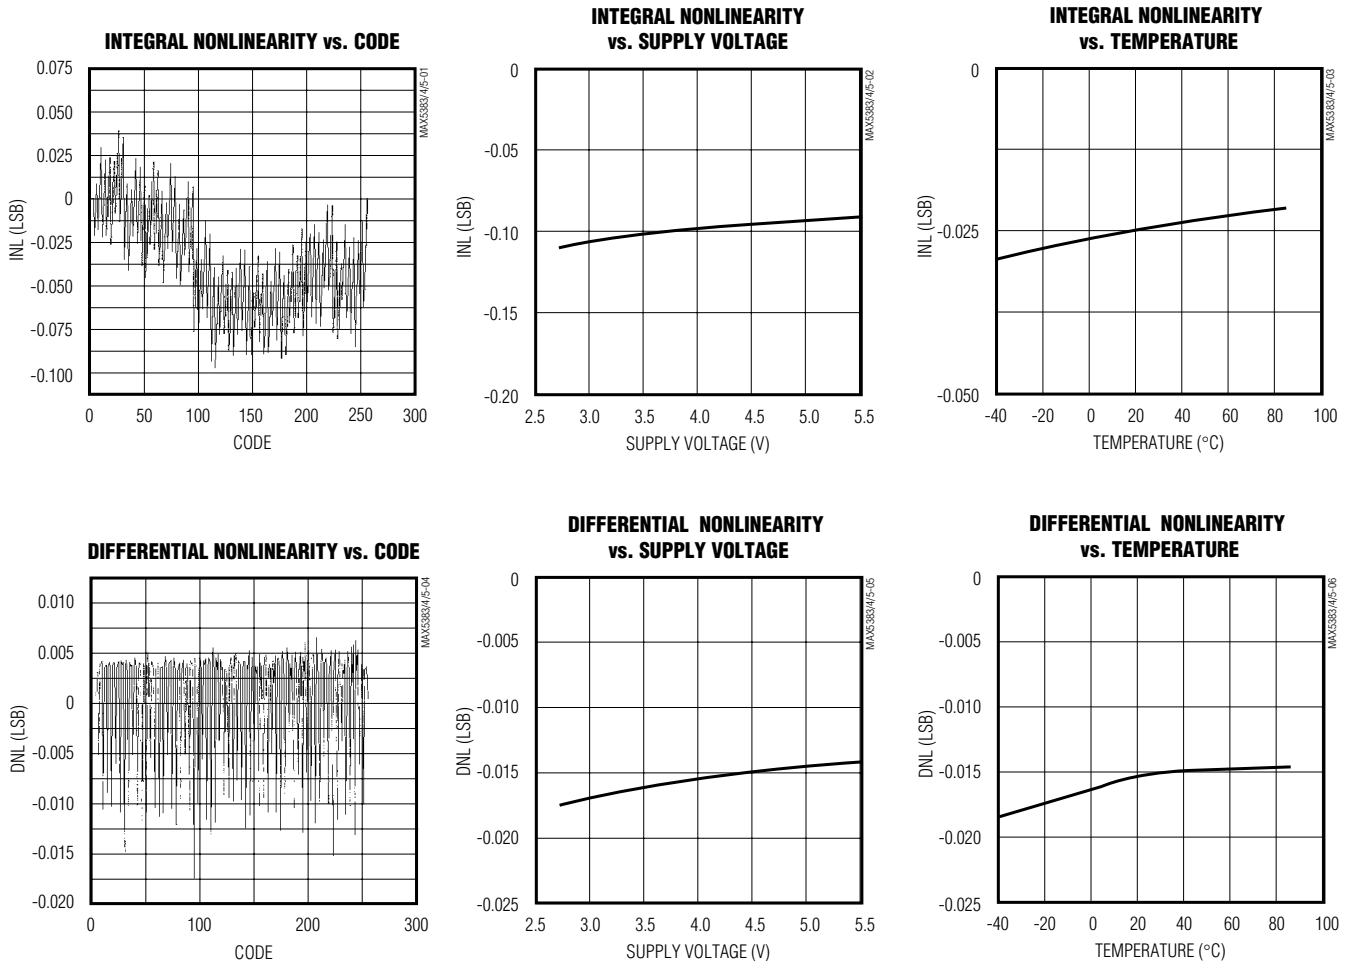 INTEGRAL NONLINEARITY vs. CODE
0.075
0.050
0.025
0
-0.025
-0.050
-0.075
-0.100
INL (LSB)
0 50 100 150 200 250 300
CODE
MAX5383/4/5-01
INTEGRAL NONLINEARITY
vs. SUPPLY VOLTAGE
0
-0.05
-0.10
-0.15
-0.20
INL (LSB)
2.5 3.0 3.5 4.0 4.5 5.0 5.5
SUPPLY VOLTAGE (V)
MAX5383/4/5-02
INTEGRAL NONLINEARITY
vs. TEMPERATURE
0
-0.025
-0.050
INL (LSB)
-40 -20 0 20 40 60 80 100
TEMPERATURE (°C)
MAX5383/4/5-03
DIFFERENTIAL NONLINEARITY vs. CODE
0.010
0.005
0
-0.005
-0.010
-0.015
-0.020
DNL (LSB)
0 100 200 300
CODE
MAX5383/4/5-04
DIFFERENTIAL NONLINEARITY
vs. SUPPLY VOLTAGE
0
-0.005
-0.010
-0.015
-0.020
-0.025
DNL (LSB)
2.5 3.0 3.5 4.0 4.5 5.0 5.5
SUPPLY VOLTAGE (V)
MAX5383/4/5-05
DIFFERENTIAL NONLINEARITY
vs. TEMPERATURE
0
-0.005
-0.010
-0.015
-0.020
-0.025
DNL (LSB)
-40 -20 0 20 40 60 80 100
TEMPERATURE (°C)
MAX5383/4/5-06